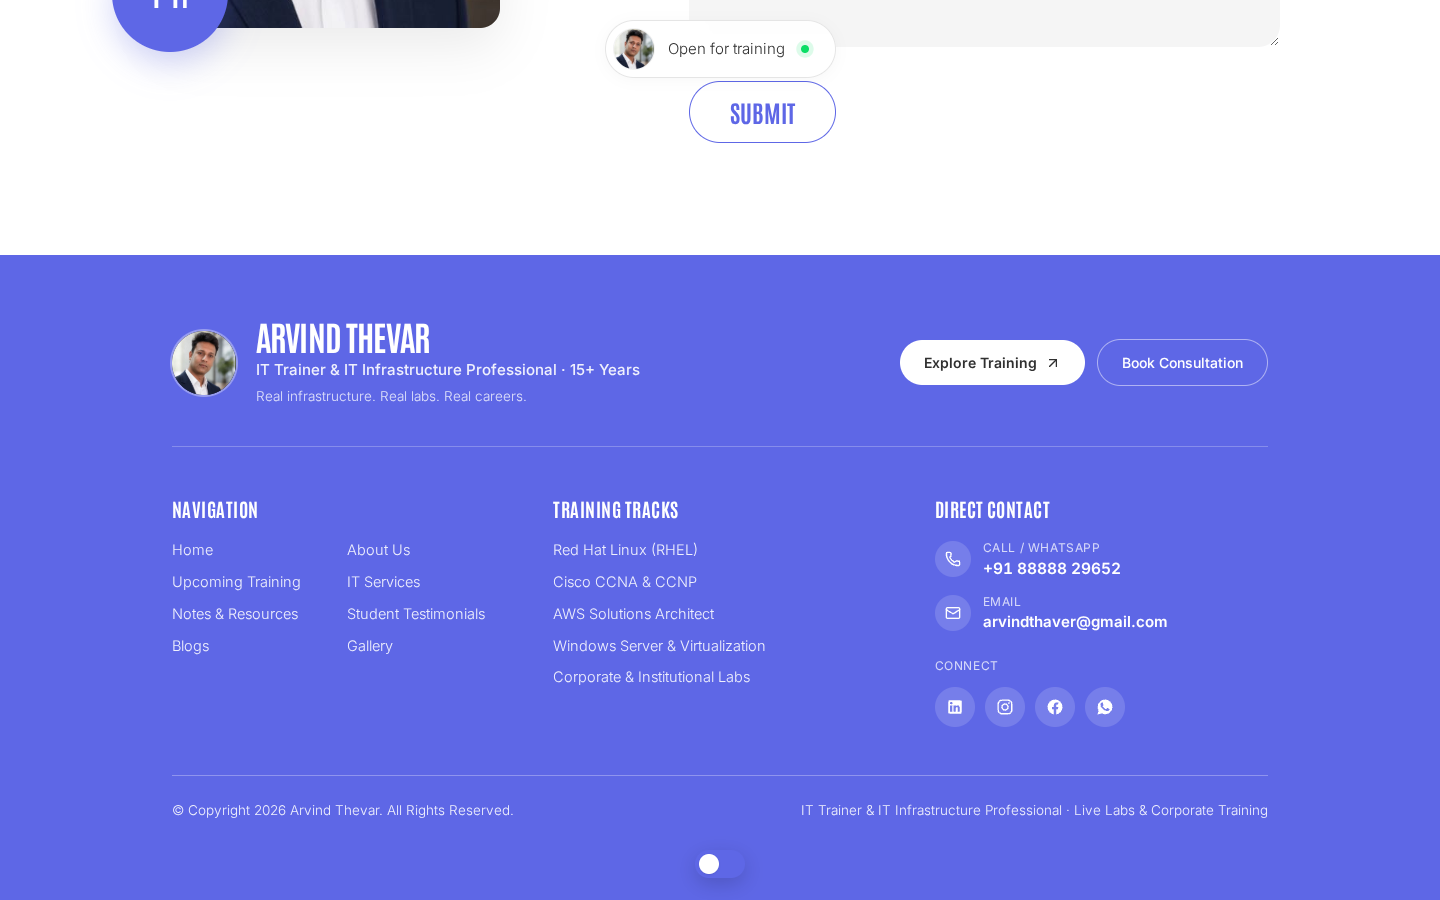 Open for training
SUBMIT
ARVIND THEVAR
IT Trainer & IT Infrastructure Professional · 15+ Years
Real infrastructure. Real labs. Real careers.
Explore Training
Book Consultation
NAVIGATION
Home
About Us
Upcoming Training
IT Services
Notes & Resources
Student Testimonials
Blogs
Gallery
TRAINING TRACKS
Red Hat Linux (RHEL)
Cisco CCNA & CCNP
AWS Solutions Architect
Windows Server & Virtualization
Corporate & Institutional Labs
DIRECT CONTACT
CALL / WHATSAPP
+91 88888 29652
EMAIL
arvindthaver@gmail.com
CONNECT
© Copyright 2026 Arvind Thevar. All Rights Reserved.
IT Trainer & IT Infrastructure Professional · Live Labs & Corporate Training